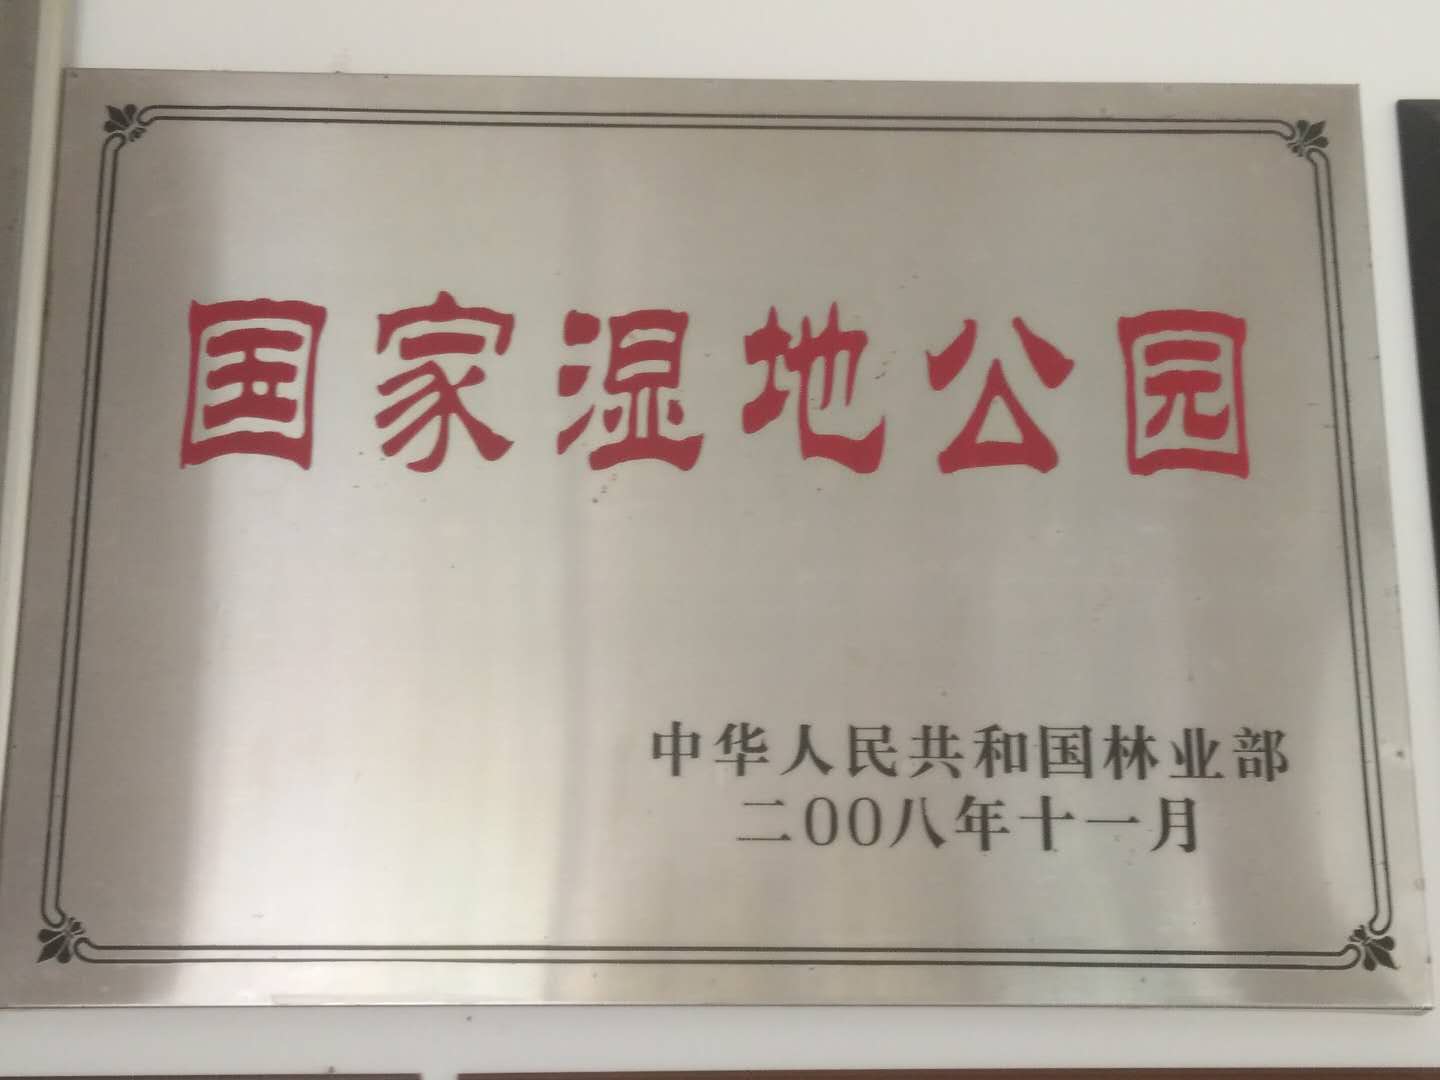 国家湿地公园
中华人民共和国林业部
二00八年十一月